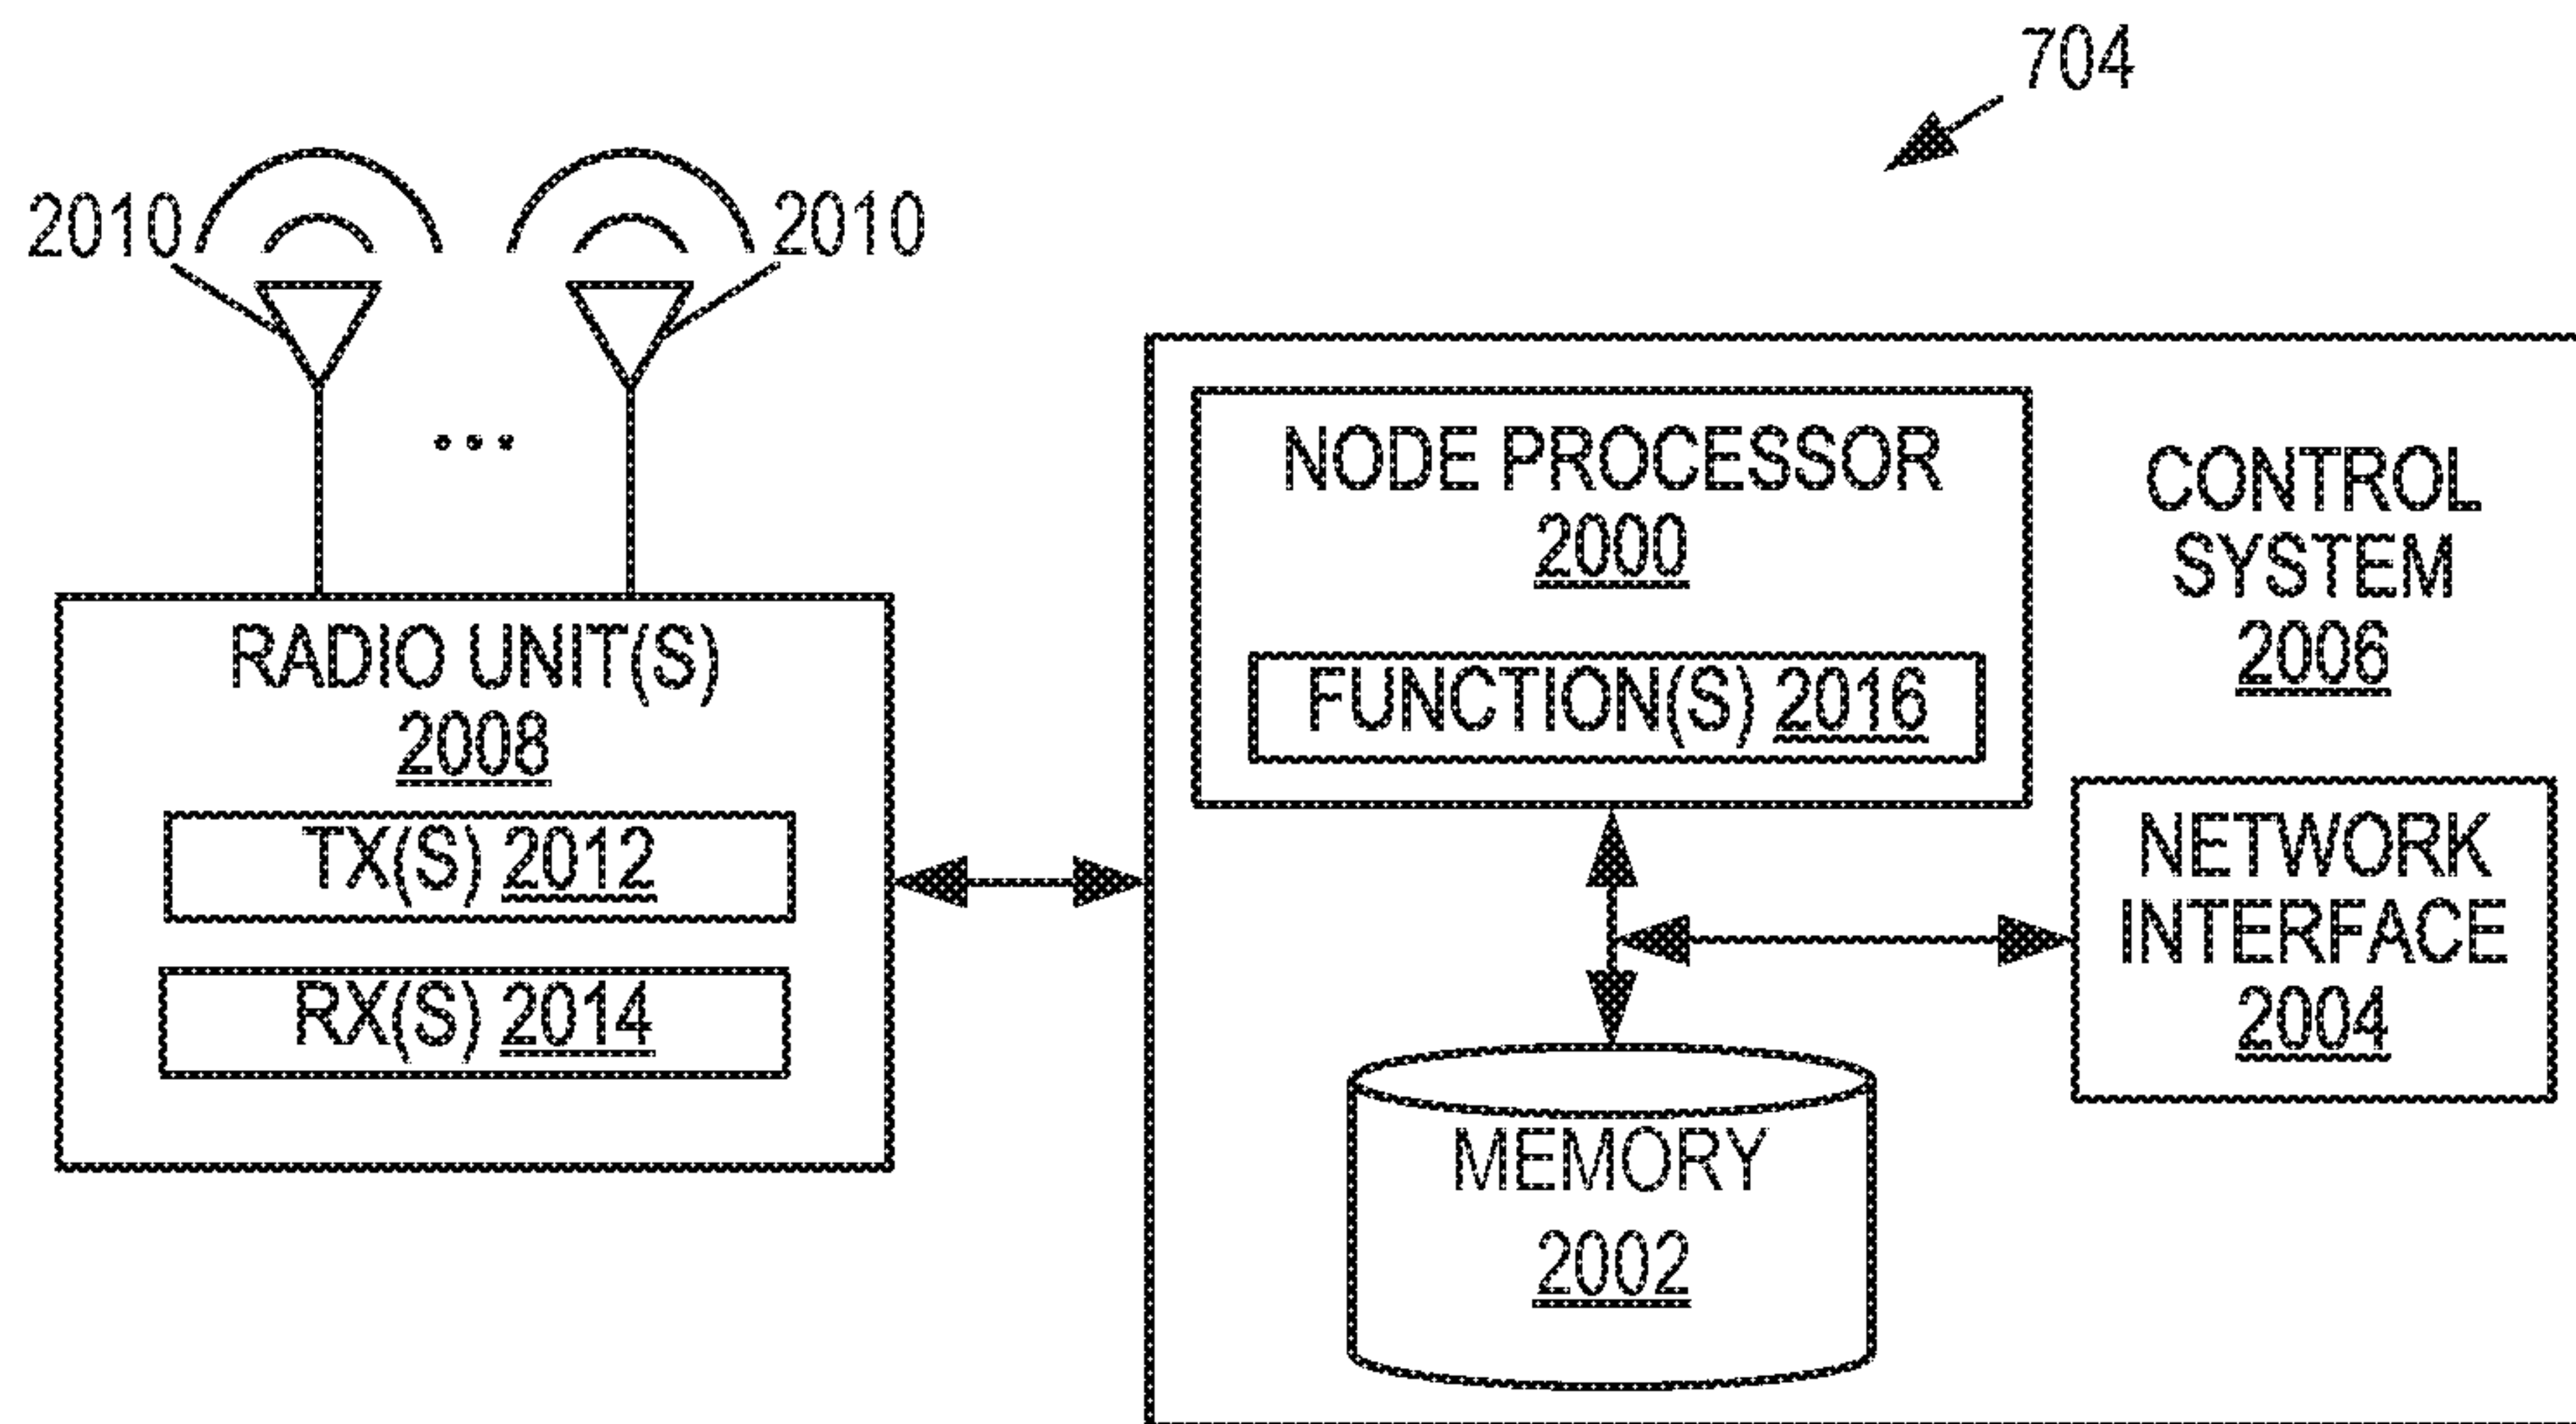 704
2010
2010
...
RADIO UNIT(S)
2008
TX(S) 2012
RX(S) 2014
NODE PROCESSOR
2000
FUNCTION(S) 2016
CONTROL
SYSTEM
2006
NETWORK
INTERFACE
2004
MEMORY
2002